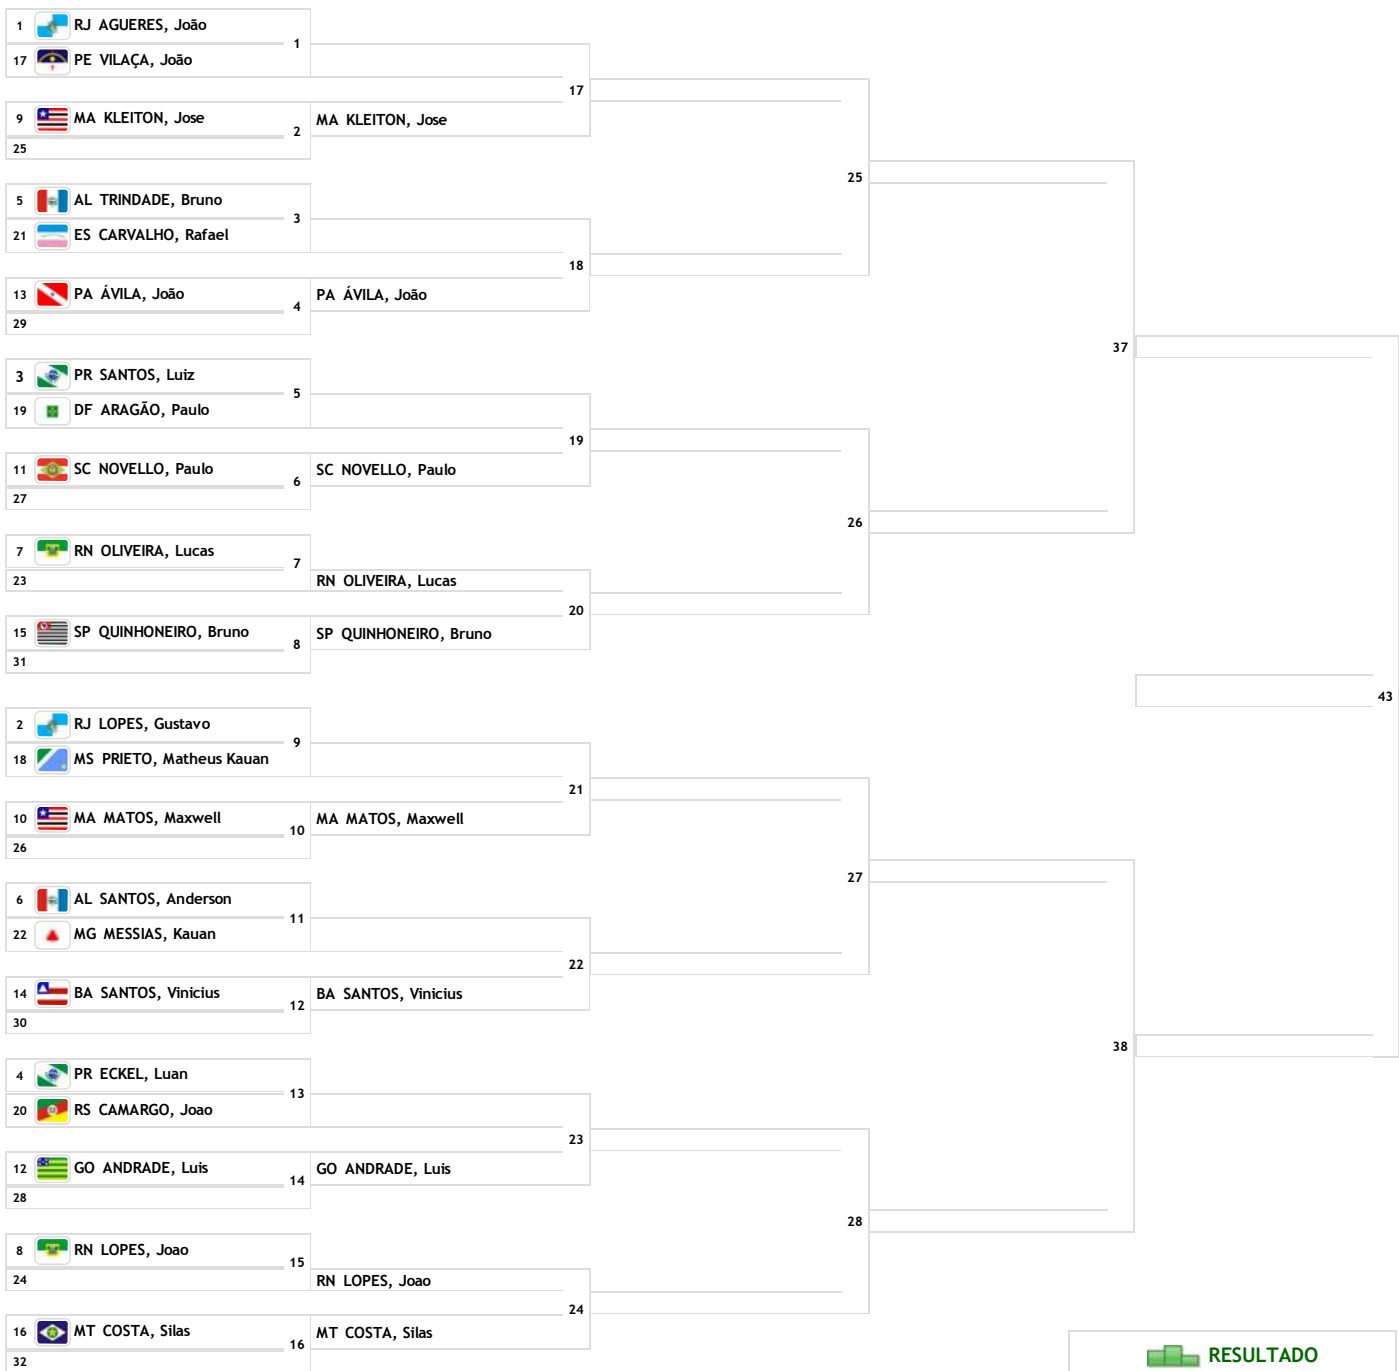 1 RJ AGUERES, João
1
17 PE VILAÇA, João
17
9 MA KLEITON, Jose
2 MA KLEITON, Jose
25
25
5 AL TRINDADE, Bruno
3
21 ES CARVALHO, Rafael
18
13 PA ÁVILA, João
4 PA ÁVILA, João
29
37
3 PR SANTOS, Luiz
5
19 DF ARAGÃO, Paulo
19
11 SC NOVELLO, Paulo
6 SC NOVELLO, Paulo
27
26
7 RN OLIVEIRA, Lucas
7
23 RN OLIVEIRA, Lucas
20
15 SP QUINHONEIRO, Bruno
8 SP QUINHONEIRO, Bruno
31
43
2 RJ LOPES, Gustavo
9
18 MS PRIETO, Matheus Kauan
21
10 MA MATOS, Maxwell
10 MA MATOS, Maxwell
26
27
6 AL SANTOS, Anderson
11
22 MG MESSIAS, Kauan
22
14 BA SANTOS, Vinicius
12 BA SANTOS, Vinicius
30
38
4 PR ECKEL, Luan
13
20 RS CAMARGO, Joao
23
12 GO ANDRADE, Luis
14 GO ANDRADE, Luis
28
28
8 RN LOPES, Joao
15
24 RN LOPES, Joao
24
16 MT COSTA, Silas
16 MT COSTA, Silas
32
RESULTADO